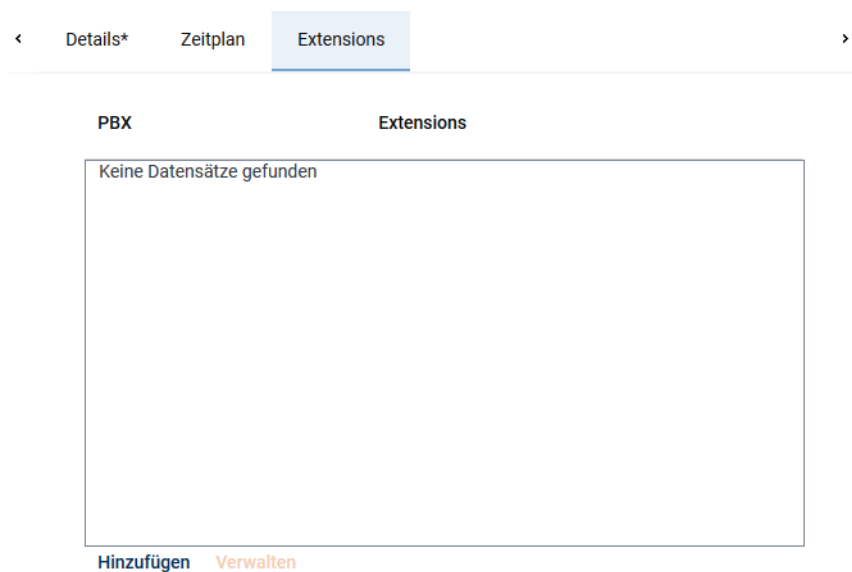 Details* Zeitplan Extensions
PBX Extensions
Keine Datensätze gefunden
Hinzufügen Verwalten